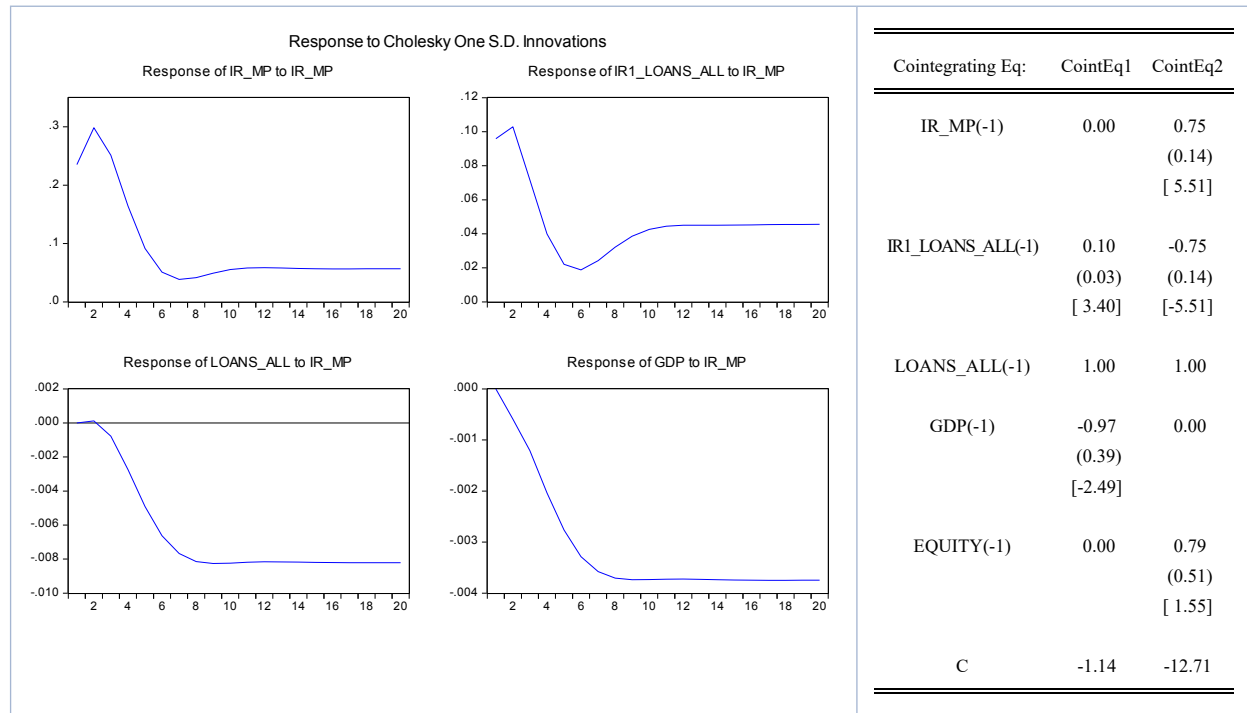 Response to Cholesky One S.D. Innovations
Response of IR_MP to IR_MP
.3
.2
.1
.0
2 4 6 8 10 12 14 16 18 20
Response of IR1_LOANS_ALL to IR_MP
.12
.10
.08
.06
.04
.02
.00
2 4 6 8 10 12 14 16 18 20
Response of LOANS_ALL to IR_MP
.002
.000
-.002
-.004
-.006
-.008
-.010
2 4 6 8 10 12 14 16 18 20
Response of GDP to IR_MP
.000
-.001
-.002
-.003
-.004
2 4 6 8 10 12 14 16 18 20
Cointegrating Eq: CointEq1 CointEq2
IR_MP(-1) 0.00 0.75
(0.14)
[ 5.51]
IR1_LOANS_ALL(-1) 0.10 -0.75
(0.03) (0.14)
[ 3.40] [-5.51]
LOANS_ALL(-1) 1.00 1.00
GDP(-1) -0.97 0.00
(0.39)
[-2.49]
EQUITY(-1) 0.00 0.79
(0.51)
[ 1.55]
C -1.14 -12.71